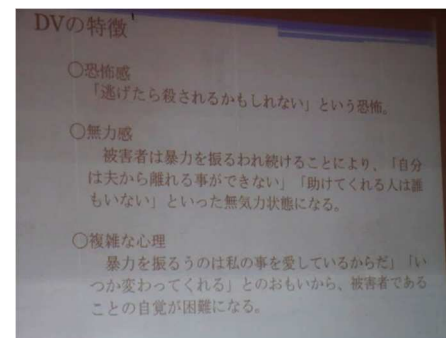 DVの特徴
○恐怖感
「逃げたら殺されるかもしれない」という恐怖。
○無力感
被害者は暴力を振るわれ続けることにより、「自分
は夫から離れる事ができない」「助けてくれる人は誰
もいない」といった無気力状態になる。
○複雑な心理
暴力を振るうのは私の事を愛しているからだ」「い
つか変わってくれる」とのおもいから、被害者である
ことの自覚が困難になる。